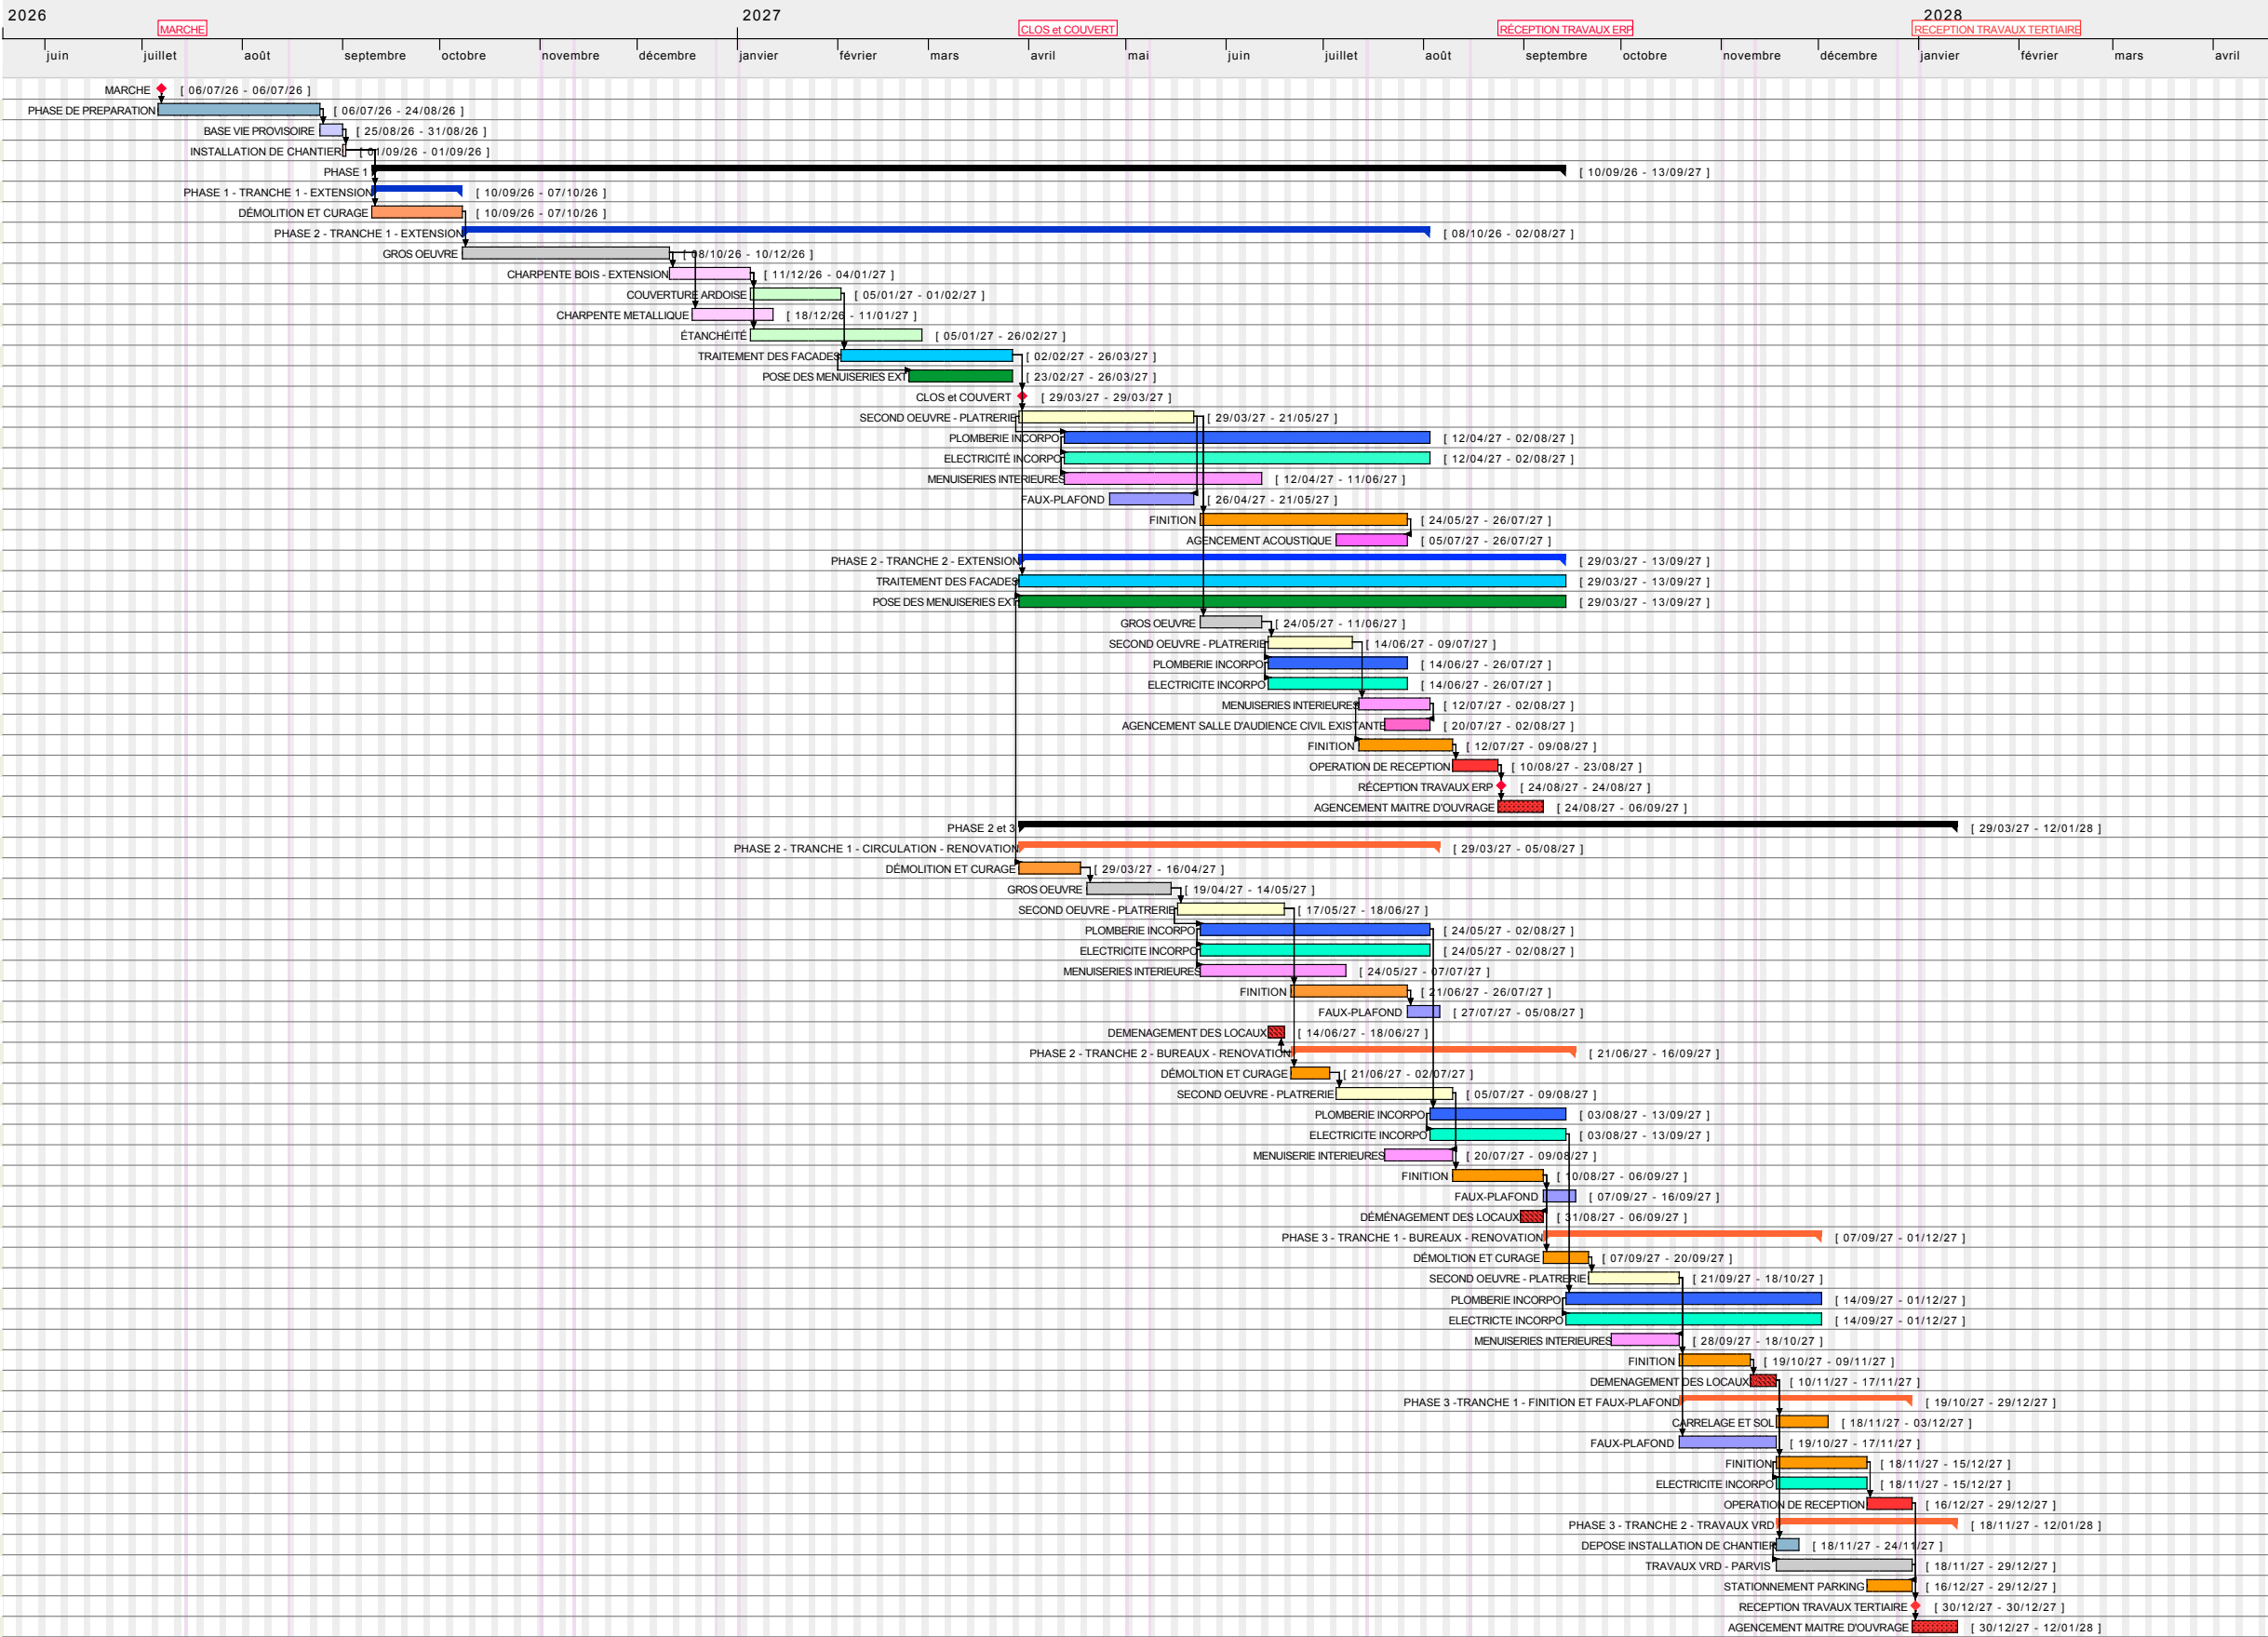 2026 2027 2028
MARCHE CLOS et COUVERT RÉCEPTION TRAVAUX ERP RECEPTION TRAVAUX TERTIAIRE
juin juillet août septembre octobre novembre décembre janvier février mars avril mai juin juillet août septembre octobre novembre décembre janvier février mars avril
MARCHE [ 06/07/26 - 06/07/26 ]
PHASE DE PREPARATION [ 06/07/26 - 24/08/26 ]
BASE VIE PROVISOIRE [ 25/08/26 - 31/08/26 ]
INSTALLATION DE CHANTIER [ 01/09/26 - 01/09/26 ]
PHASE 1 [ 10/09/26 - 13/09/27 ]
PHASE 1 - TRANCHE 1 - EXTENSION [ 10/09/26 - 07/10/26 ]
DÉMOLITION ET CURAGE [ 10/09/26 - 07/10/26 ]
PHASE 2 - TRANCHE 1 - EXTENSION [ 08/10/26 - 02/08/27 ]
GROS OEUVRE [ 08/10/26 - 10/12/26 ]
CHARPENTE BOIS - EXTENSION [ 11/12/26 - 04/01/27 ]
COUVERTURE ARDOISE [ 05/01/27 - 01/02/27 ]
CHARPENTE METALLIQUE [ 18/12/26 - 11/01/27 ]
ÉTANCHÉITÉ [ 05/01/27 - 26/02/27 ]
TRAITEMENT DES FACADES [ 02/02/27 - 26/03/27 ]
POSE DES MENUISERIES EXT [ 23/02/27 - 26/03/27 ]
CLOS et COUVERT [ 29/03/27 - 29/03/27 ]
SECOND OEUVRE - PLATRERIE [ 29/03/27 - 21/05/27 ]
PLOMBERIE INCORPO [ 12/04/27 - 02/08/27 ]
ELECTRICITÉ INCORPO [ 12/04/27 - 02/08/27 ]
MENUISERIES INTERIEURES [ 12/04/27 - 11/06/27 ]
FAUX-PLAFOND [ 26/04/27 - 21/05/27 ]
FINITION [ 24/05/27 - 26/07/27 ]
AGENCEMENT ACOUSTIQUE [ 05/07/27 - 26/07/27 ]
PHASE 2 - TRANCHE 2 - EXTENSION [ 29/03/27 - 13/09/27 ]
TRAITEMENT DES FACADES [ 29/03/27 - 13/09/27 ]
POSE DES MENUISERIES EXT [ 29/03/27 - 13/09/27 ]
GROS OEUVRE [ 24/05/27 - 11/06/27 ]
SECOND OEUVRE - PLATRERIE [ 14/06/27 - 09/07/27 ]
PLOMBERIE INCORPO [ 14/06/27 - 26/07/27 ]
ELECTRICITE INCORPO [ 14/06/27 - 26/07/27 ]
MENUISERIES INTERIEURES [ 12/07/27 - 02/08/27 ]
AGENCEMENT SALLE D'AUDIENCE CIVIL EXISTANTE [ 20/07/27 - 02/08/27 ]
FINITION [ 12/07/27 - 09/08/27 ]
OPERATION DE RECEPTION [ 10/08/27 - 23/08/27 ]
RÉCEPTION TRAVAUX ERP [ 24/08/27 - 24/08/27 ]
AGENCEMENT MAITRE D'OUVRAGE [ 24/08/27 - 06/09/27 ]
PHASE 2 et 3 [ 29/03/27 - 12/01/28 ]
PHASE 2 - TRANCHE 1 - CIRCULATION - RENOVATION [ 29/03/27 - 05/08/27 ]
DÉMOLITION ET CURAGE [ 29/03/27 - 16/04/27 ]
GROS OEUVRE [ 19/04/27 - 14/05/27 ]
SECOND OEUVRE - PLATRERIE [ 17/05/27 - 18/06/27 ]
PLOMBERIE INCORPO [ 24/05/27 - 02/08/27 ]
ELECTRICITE INCORPO [ 24/05/27 - 02/08/27 ]
MENUISERIES INTERIEURES [ 24/05/27 - 07/07/27 ]
FINITION [ 21/06/27 - 26/07/27 ]
FAUX-PLAFOND [ 27/07/27 - 05/08/27 ]
DEMENAGEMENT DES LOCAUX [ 14/06/27 - 18/06/27 ]
PHASE 2 - TRANCHE 2 - BUREAUX - RENOVATION [ 21/06/27 - 16/09/27 ]
DÉMOLTION ET CURAGE [ 21/06/27 - 02/07/27 ]
SECOND OEUVRE - PLATRERIE [ 05/07/27 - 09/08/27 ]
PLOMBERIE INCORPO [ 03/08/27 - 13/09/27 ]
ELECTRICITE INCORPO [ 03/08/27 - 13/09/27 ]
MENUISERIE INTERIEURES [ 20/07/27 - 09/08/27 ]
FINITION [ 10/08/27 - 06/09/27 ]
FAUX-PLAFOND [ 07/09/27 - 16/09/27 ]
DÉMÉNAGEMENT DES LOCAUX [ 31/08/27 - 06/09/27 ]
PHASE 3 - TRANCHE 1 - BUREAUX - RENOVATION [ 07/09/27 - 01/12/27 ]
DÉMOLTION ET CURAGE [ 07/09/27 - 20/09/27 ]
SECOND OEUVRE - PLATRERIE [ 21/09/27 - 18/10/27 ]
PLOMBERIE INCORPO [ 14/09/27 - 01/12/27 ]
ELECTRICTE INCORPO [ 14/09/27 - 01/12/27 ]
MENUISERIES INTERIEURES [ 28/09/27 - 18/10/27 ]
FINITION [ 19/10/27 - 09/11/27 ]
DEMENAGEMENT DES LOCAUX [ 10/11/27 - 17/11/27 ]
PHASE 3 -TRANCHE 1 - FINITION ET FAUX-PLAFOND [ 19/10/27 - 29/12/27 ]
CARRELAGE ET SOL [ 18/11/27 - 03/12/27 ]
FAUX-PLAFOND [ 19/10/27 - 17/11/27 ]
FINITION [ 18/11/27 - 15/12/27 ]
ELECTRICITE INCORPO [ 18/11/27 - 15/12/27 ]
OPERATION DE RECEPTION [ 16/12/27 - 29/12/27 ]
PHASE 3 - TRANCHE 2 - TRAVAUX VRD [ 18/11/27 - 12/01/28 ]
DEPOSE INSTALLATION DE CHANTIER [ 18/11/27 - 24/11/27 ]
TRAVAUX VRD - PARVIS [ 18/11/27 - 29/12/27 ]
STATIONNEMENT PARKING [ 16/12/27 - 29/12/27 ]
RECEPTION TRAVAUX TERTIAIRE [ 30/12/27 - 30/12/27 ]
AGENCEMENT MAITRE D'OUVRAGE [ 30/12/27 - 12/01/28 ]